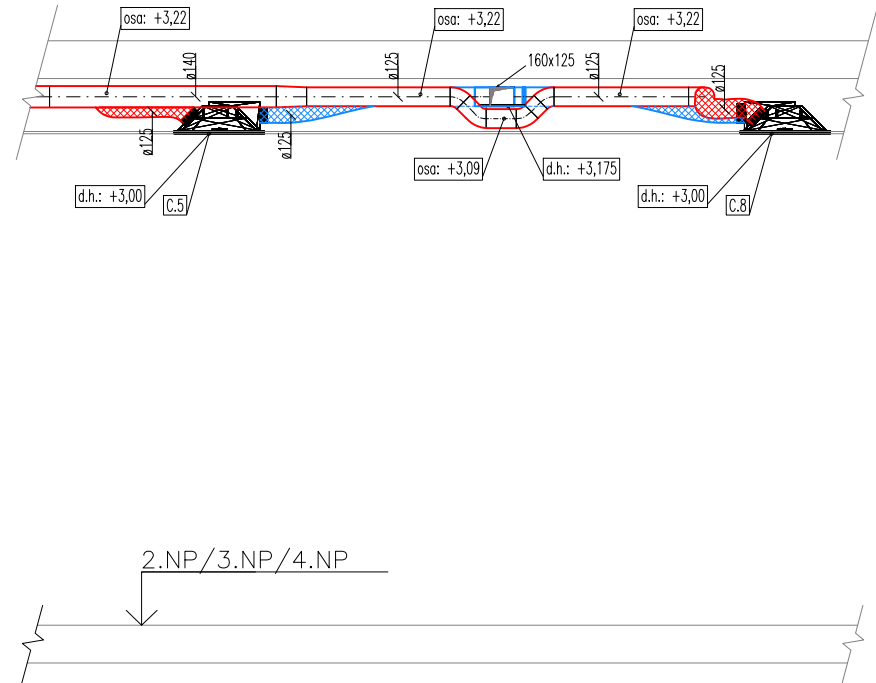 osa: +3,22
osa: +3,22
osa: +3,22
160x125
ø140
ø125
ø125
ø125
ø125
ø125
osa: +3,09
d.h.: +3,175
d.h.: +3,00
C.5
d.h.: +3,00
C.8
2.NP/3.NP/4.NP